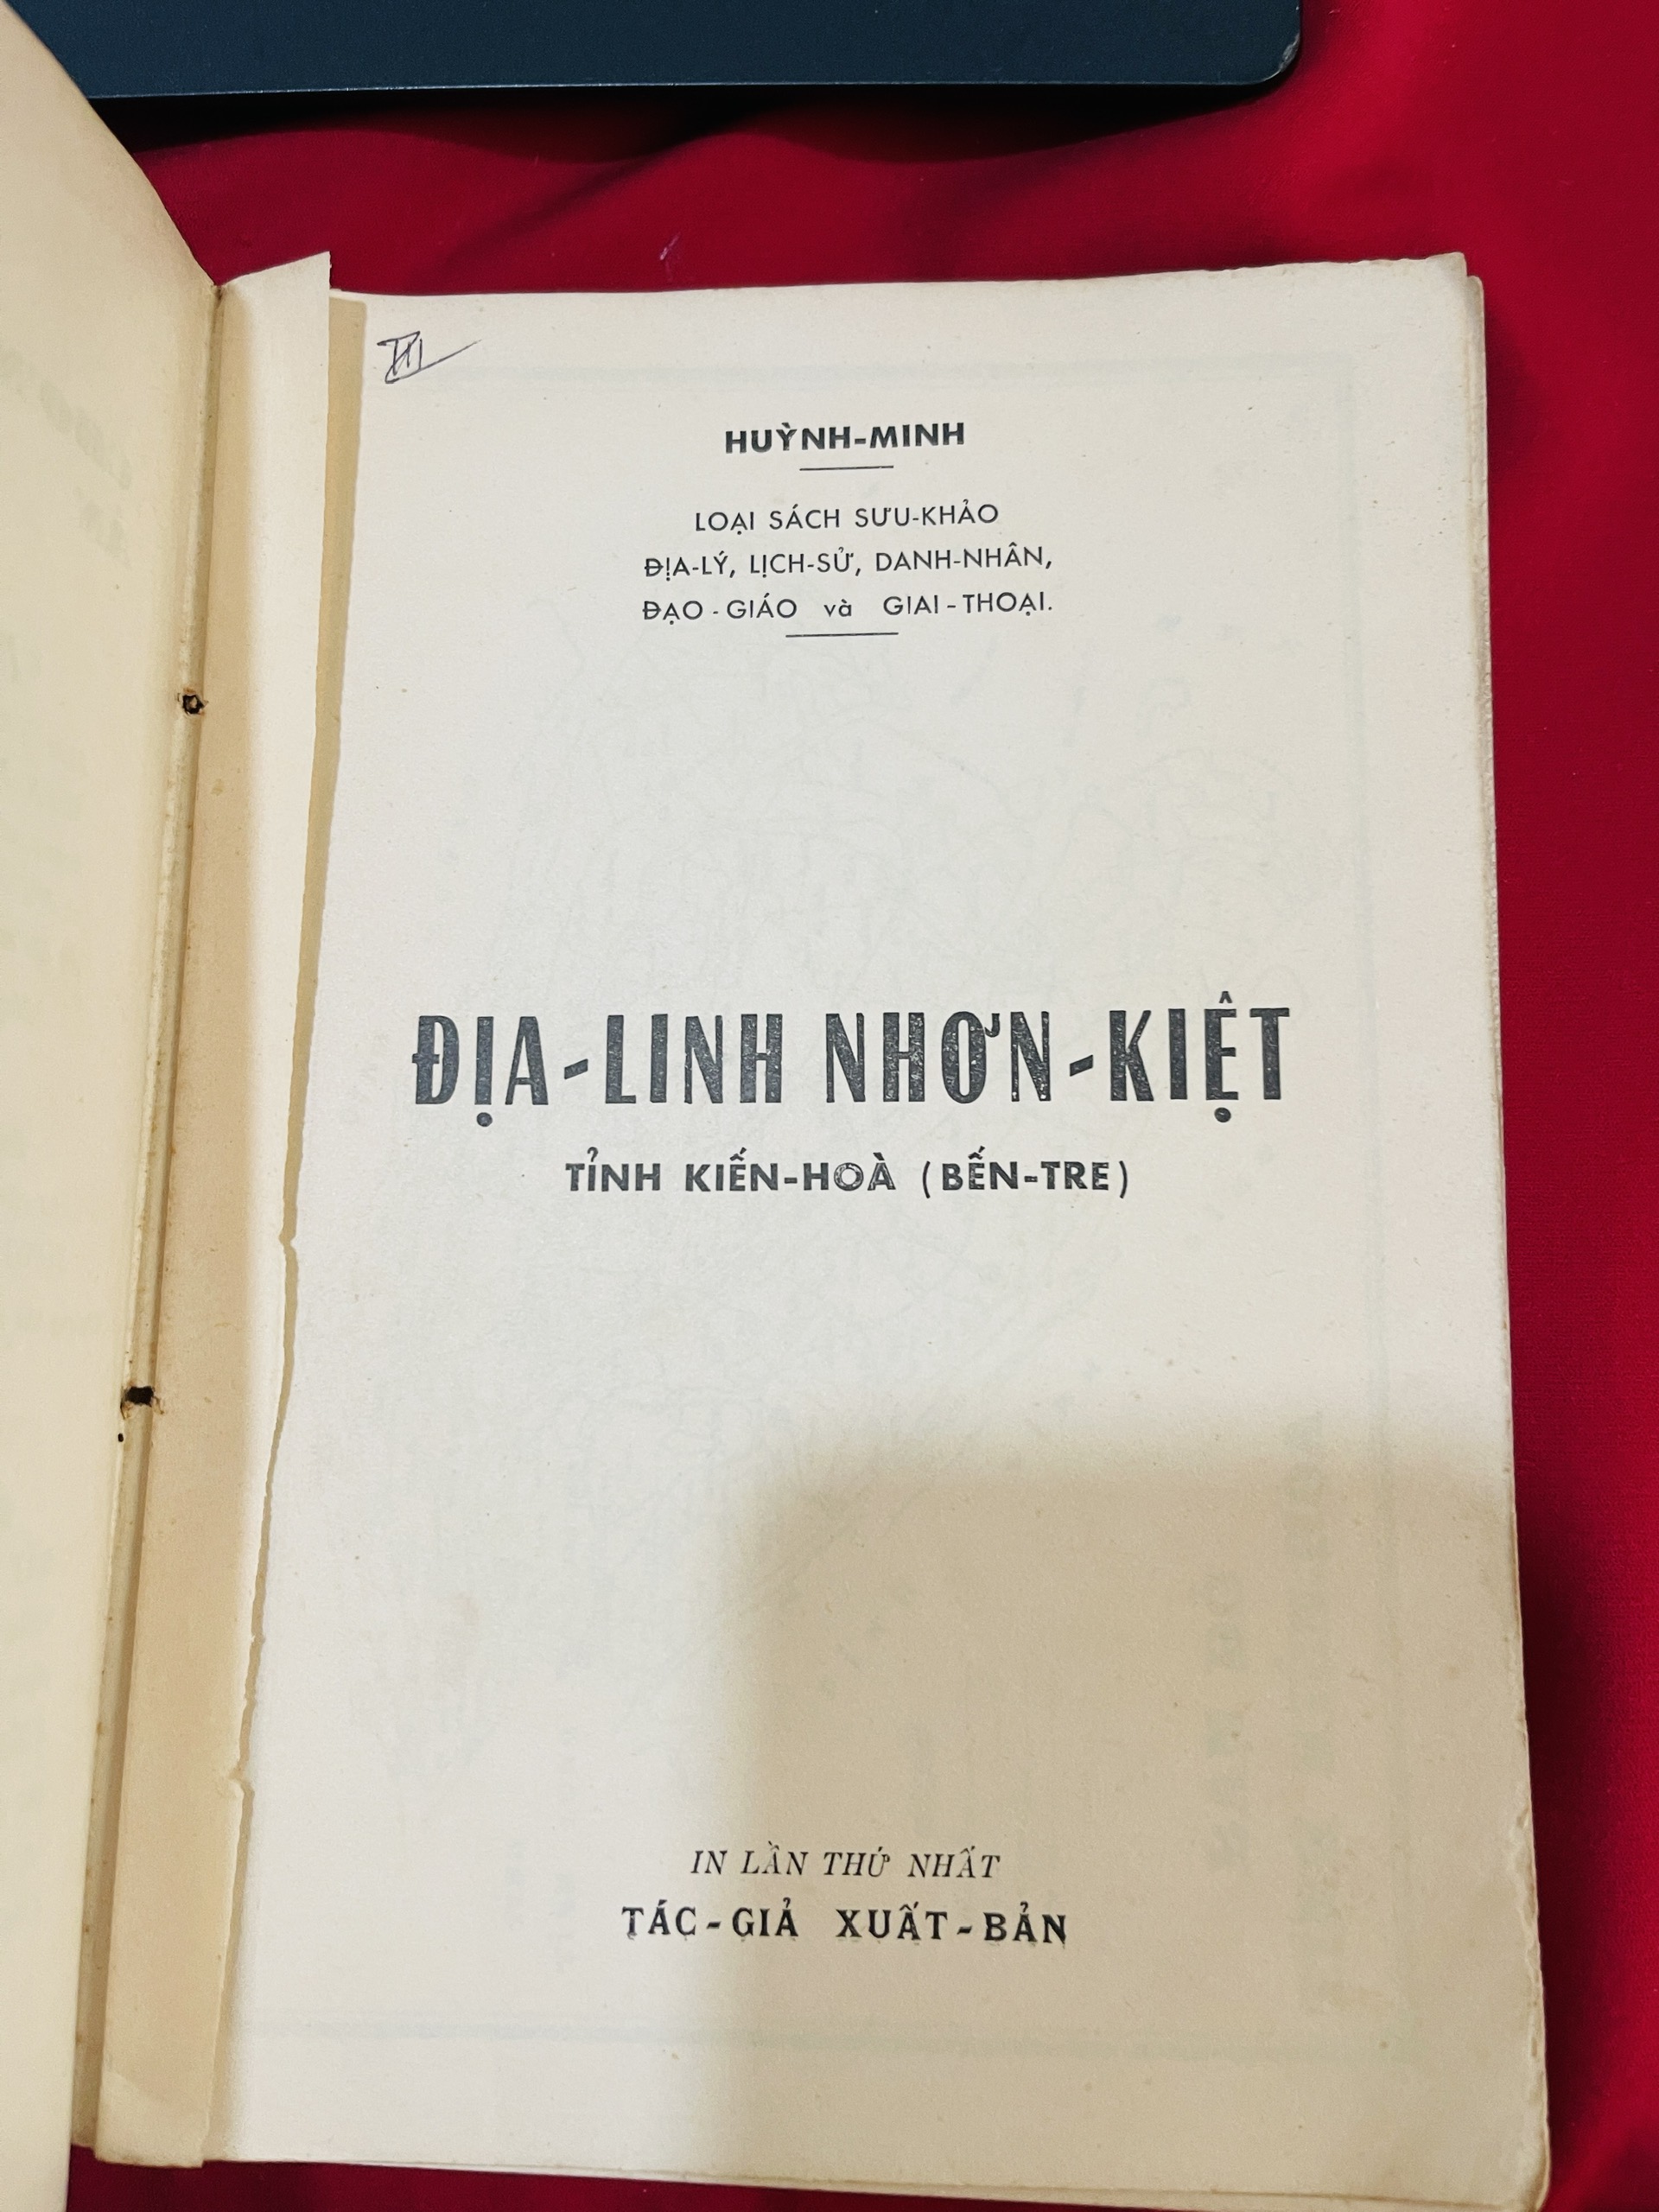 HUỲNH-MINH
LOẠI SÁCH SƯU-KHẢO
ĐỊA-LÝ, LỊCH-SỬ, DANH-NHÂN,
ĐẠO-GIÁO và GIAI-THOẠI.
ĐỊA-LINH NHƠN-KIỆT
TỈNH KIẾN-HOÀ (BẾN-TRE)
IN LẦN THỨ NHẤT
TÁC-GIẢ XUẤT-BẢN